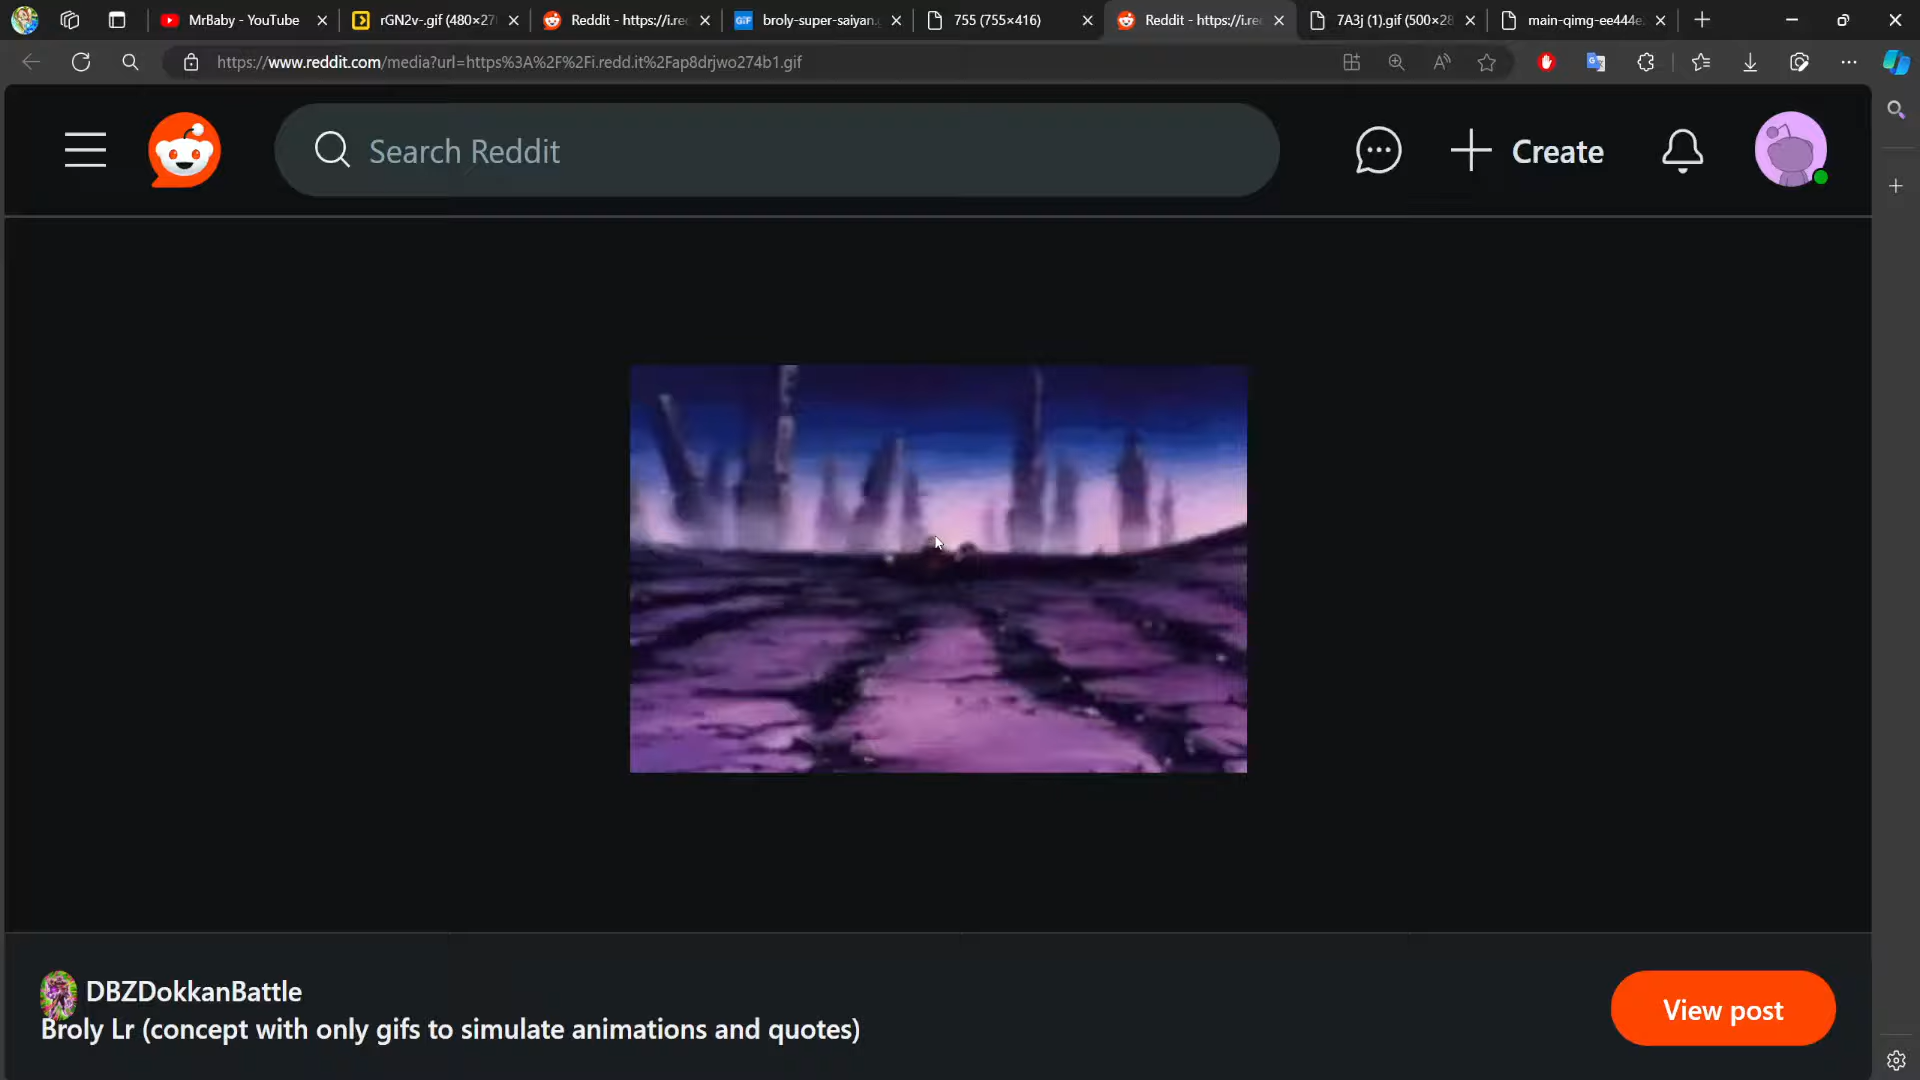 MrBaby - YouTube
rGN2v-.gif (480×27
Reddit - https://i.re
GIF
broly-super-saiyan.
755 (755×416)
Reddit - https://i.re
7A3j (1).gif (500×28
main-qimg-ee444e
https://www.reddit.com/media?url=https%3A%2F%2Fi.redd.it%2Fap8drjwo274b1.gif
Search Reddit
Create
DBZDokkanBattle
Broly Lr (concept with only gifs to simulate animations and quotes)
View post